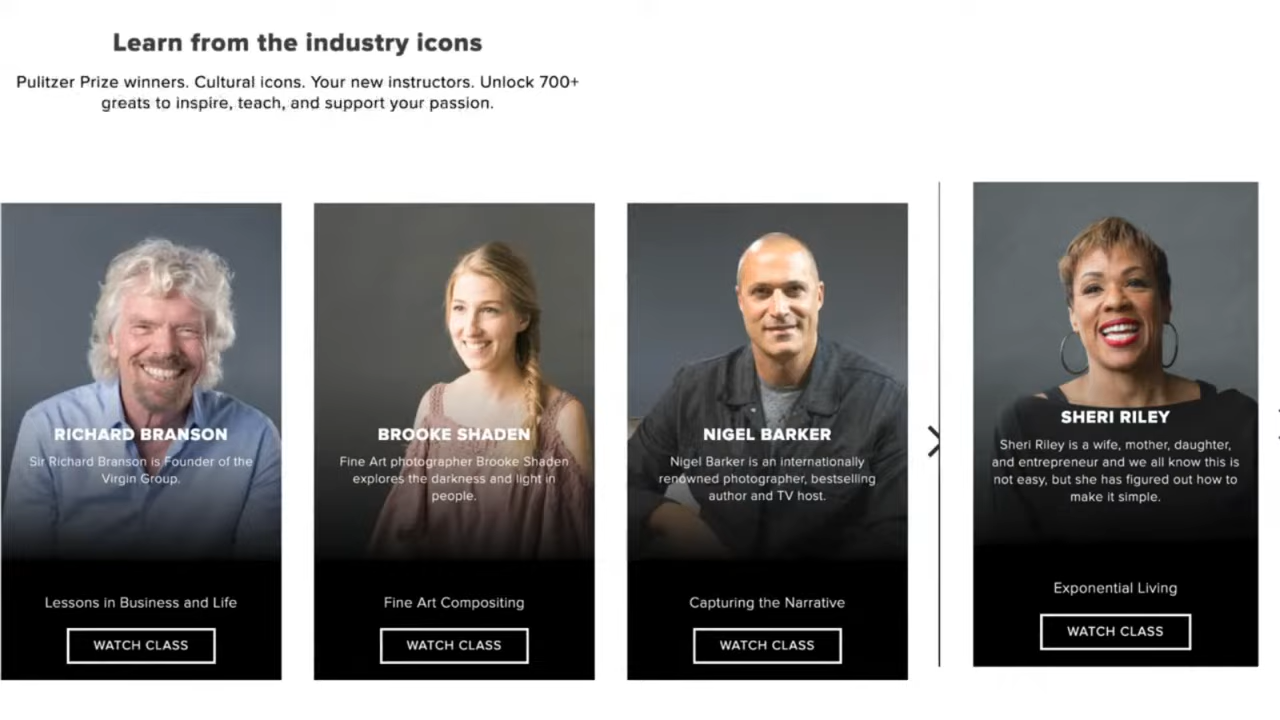 Learn from the industry icons
Pulitzer Prize winners. Cultural icons. Your new instructors. Unlock 700+
greats to inspire, teach, and support your passion.
RICHARD BRANSON
Sir Richard Branson is Founder of the
Virgin Group.
Lessons in Business and Life
WATCH CLASS
BROOKE SHADEN
Fine Art photographer Brooke Shaden
explores the darkness and light in
people.
Fine Art Compositing
WATCH CLASS
NIGEL BARKER
Nigel Barker is an internationally
renowned photographer, bestselling
author and TV host.
Capturing the Narrative
WATCH CLASS
SHERI RILEY
Sheri Riley is a wife, mother, daughter,
and entrepreneur and we all know this is
not easy, but she has figured out how to
make it simple.
Exponential Living
WATCH CLASS